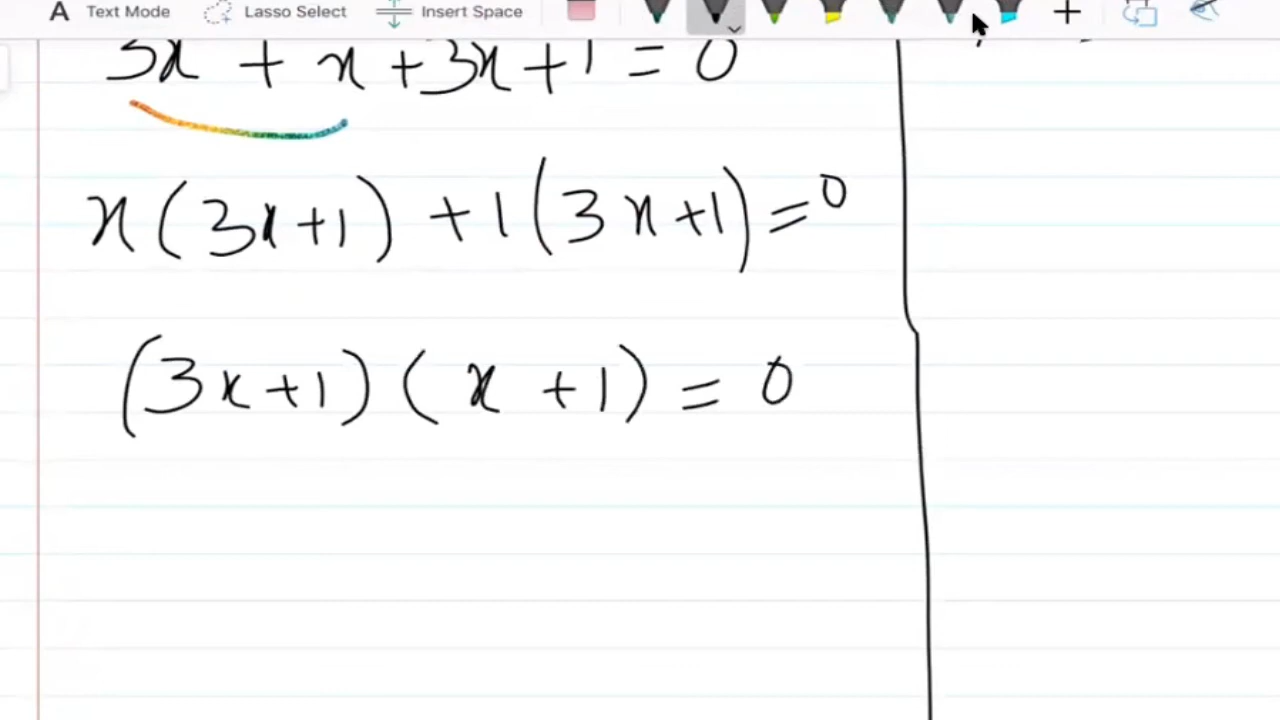 A Text Mode Lasso Select Insert Space
3x + x + 3x + 1 = 0
x(3x+1) + 1(3x+1) = 0
(3x+1)(x+1) = 0